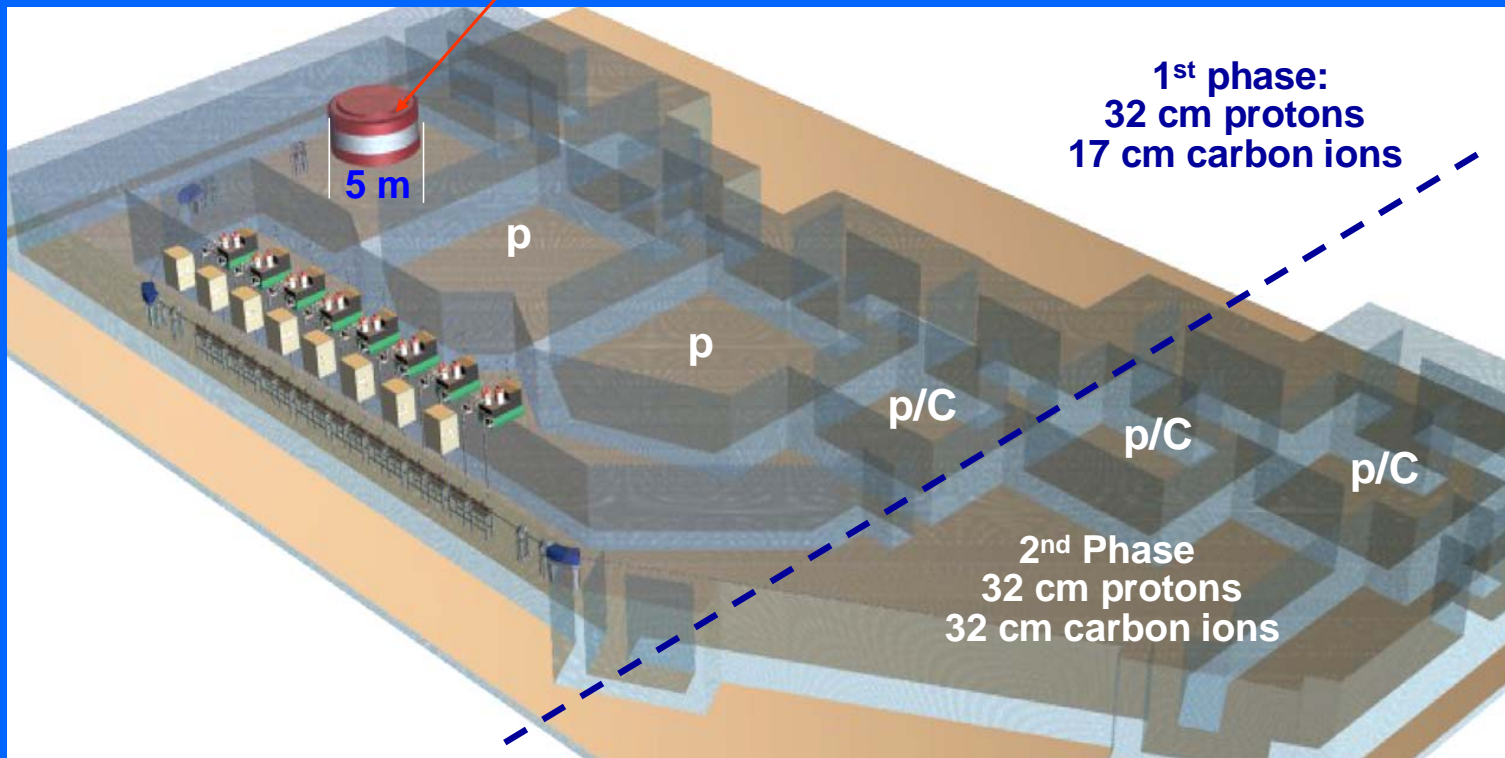 1st phase:
32 cm protons
17 cm carbon ions
5 m
p
p
p/C
p/C
p/C
2nd Phase
32 cm protons
32 cm carbon ions